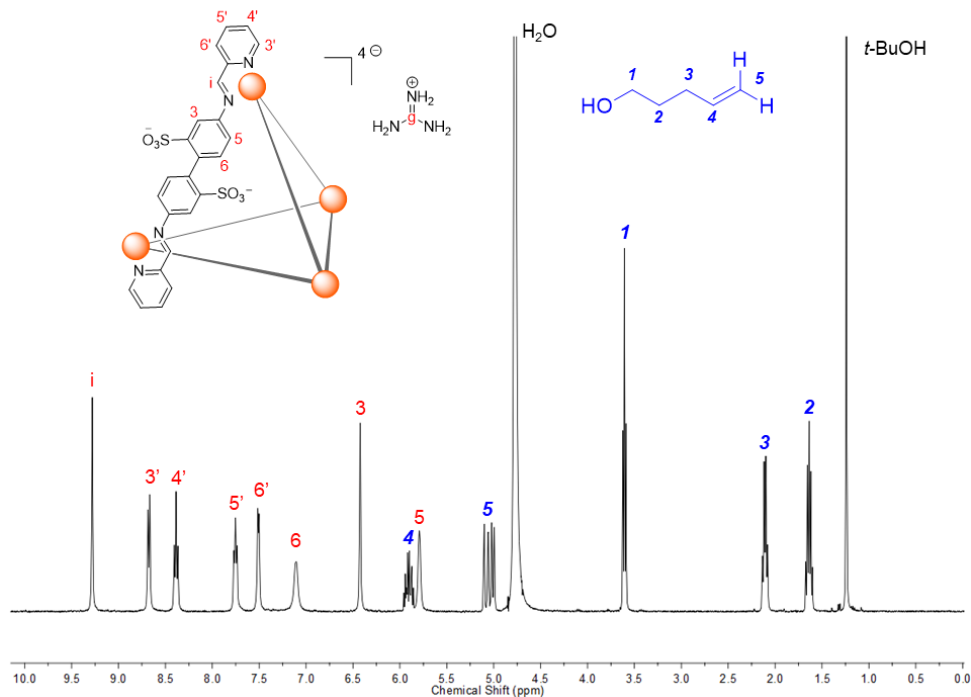 5' 4'
6' 3'
i
N
N
3
SO₃⁻
5
6
SO₃⁻
N
N
4 ⊖
⊕
NH₂
g
H₂N NH₂
H₂O
t-BuOH
1 3 H 5
HO
2 4 H
i
3'
4'
5'
6'
6
3
4
5
5
1
3
2
10.0 9.5 9.0 8.5 8.0 7.5 7.0 6.5 6.0 5.5 5.0 4.5 4.0 3.5 3.0 2.5 2.0 1.5 1.0 0.5 0.0
Chemical Shift (ppm)